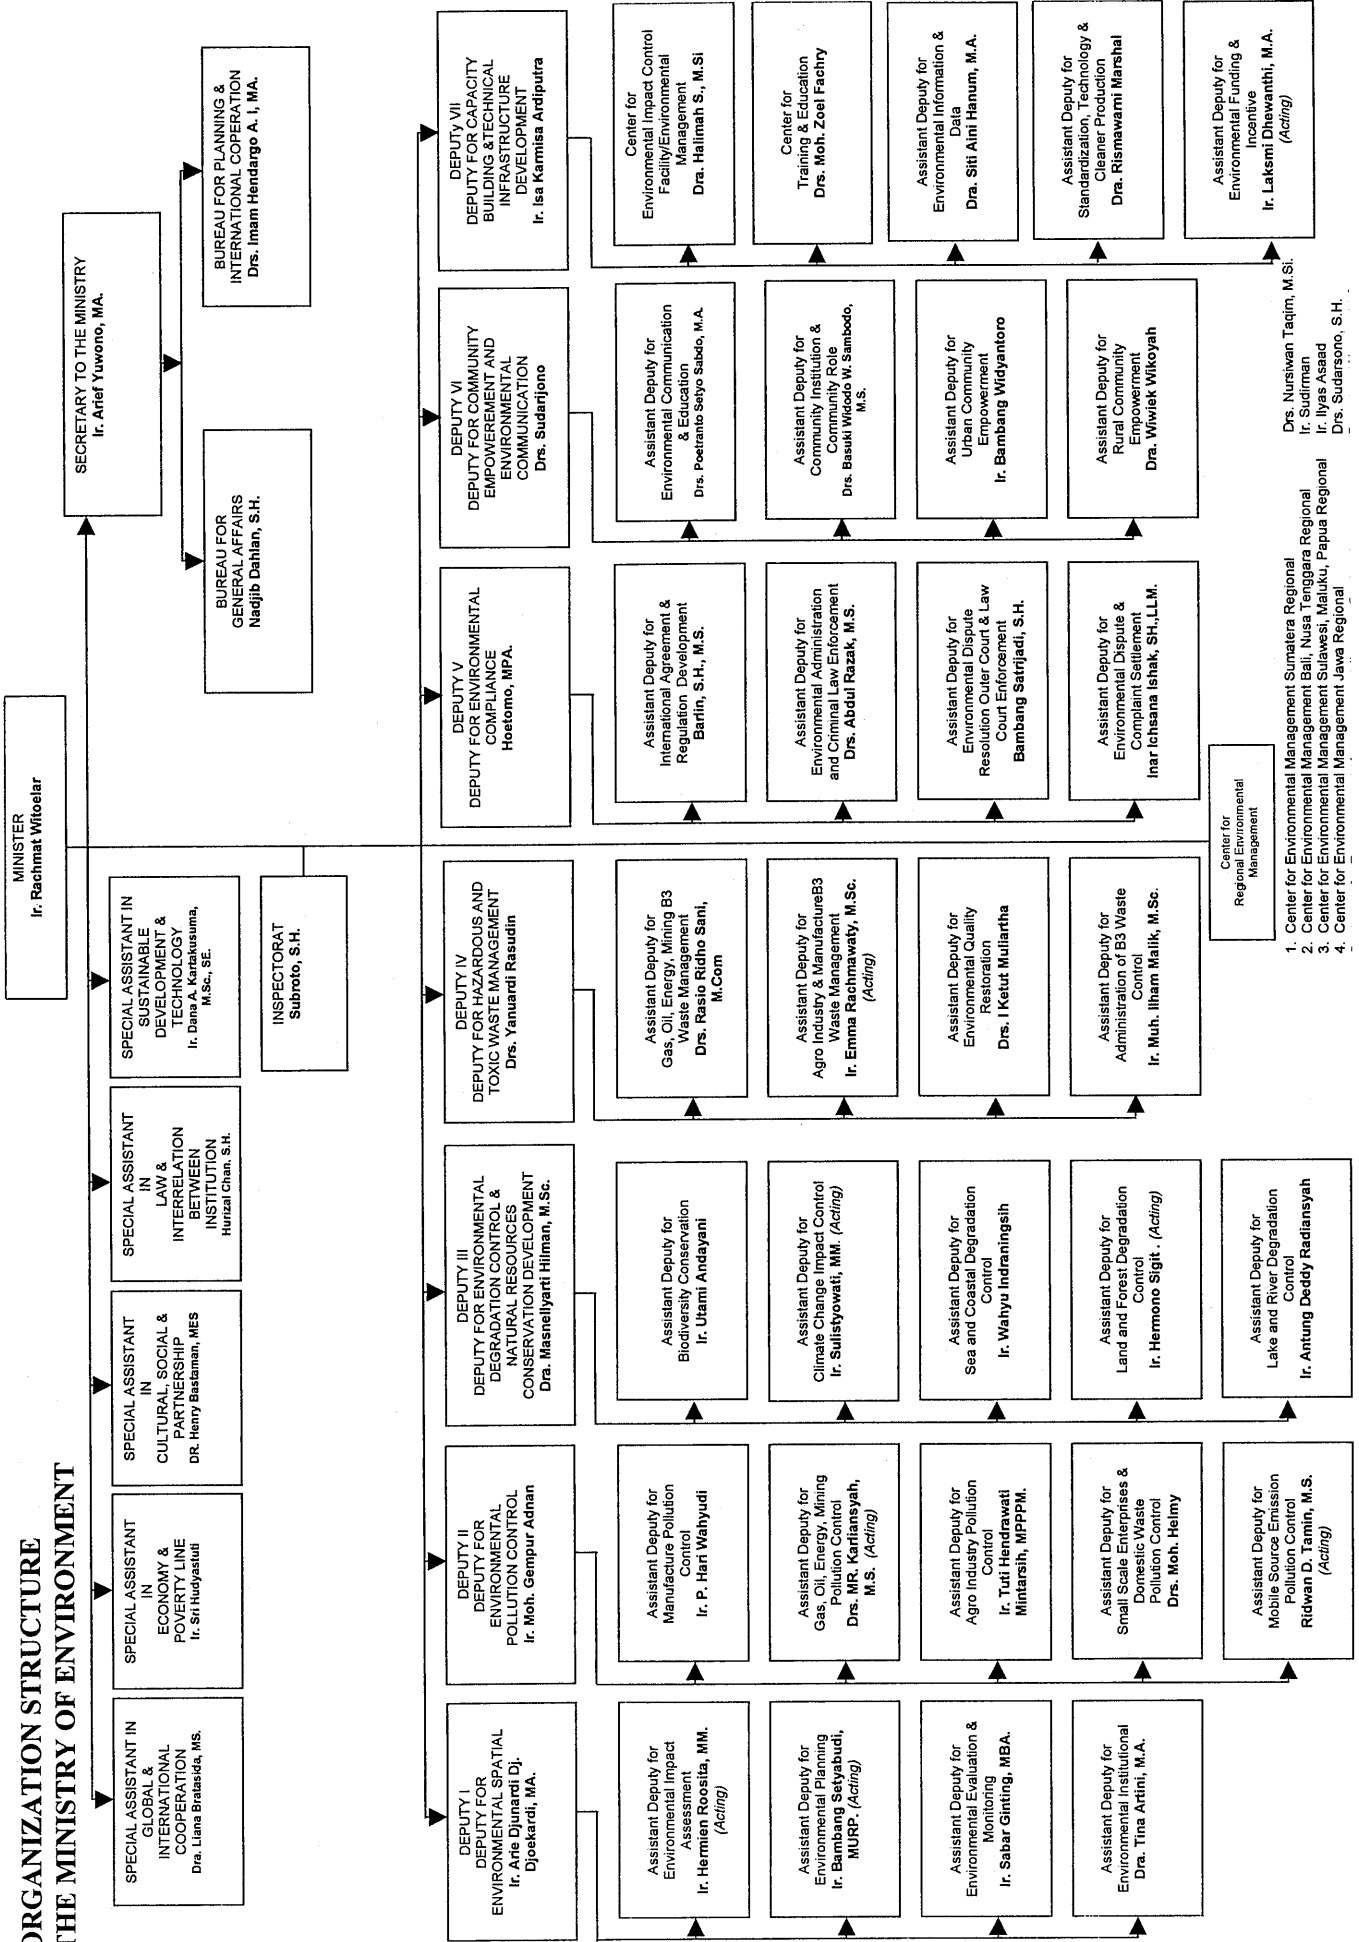 ORGANIZATION STRUCTURE
THE MINISTRY OF ENVIRONMENT
MINISTER
Ir. Rachmat Witoelar
SPECIAL ASSISTANT IN
GLOBAL &
INTERNATIONAL
COOPERATION
Dra. Liana Bratasida, MS.
SPECIAL ASSISTANT
IN
ECONOMY &
POVERTY LINE
Ir. Sri Hudyastuti
SPECIAL ASSISTANT
IN
CULTURAL, SOCIAL &
PARTNERSHIP
DR. Henry Bastaman, MES
SPECIAL ASSISTANT
IN
LAW &
INTERRELATION
BETWEEN
INSTITUTION
Hurizal Chan, S.H.
SPECIAL ASSISTANT IN
SUSTAINABLE
DEVELOPMENT &
TECHNOLOGY
Ir. Dana A. Kartakusuma,
M.Sc., SE.
SECRETARY TO THE MINISTRY
Ir. Arief Yuwono, MA.
BUREAU FOR
GENERAL AFFAIRS
Nadjib Dahlan, S.H.
BUREAU FOR PLANNING &
INTERNATIONAL COPERATION
Drs. Imam Hendargo A. I, MA.
INSPECTORAT
Subroto, S.H.
DEPUTY I
DEPUTY FOR
ENVIRONMENTAL SPATIAL
Ir. Arie Djunardi Dj.
Djoekardi, MA.
Assistant Deputy for
Environmental Impact
Assessment
Ir. Hermien Roosita, MM.
(Acting)
Assistant Deputy for
Environmental Planning
Ir. Bambang Setyabudi,
MURP. (Acting)
Assistant Deputy for
Environmental Evaluation &
Monitoring
Ir. Sabar Ginting, MBA.
Assistant Deputy for
Environmental Institutional
Dra. Tina Artini, M.A.
DEPUTY II
DEPUTY FOR
ENVIRONMENTAL
POLLUTION CONTROL
Ir. Moh. Gempur Adnan
Assistant Deputy for
Manufacture Pollution
Control
Ir. P. Hari Wahyudi
Assistant Deputy for
Gas, Oil, Energy, Mining
Pollution Control
Drs. MR. Karliansyah,
M.S. (Acting)
Assistant Deputy for
Agro Industry Pollution
Control
Ir. Tuti Hendrawati
Mintarsih, MPPPM.
Assistant Deputy for
Small Scale Enterprises &
Domestic Waste
Pollution Control
Drs. Moh. Helmy
Assistant Deputy for
Mobile Source Emission
Pollution Control
Ridwan D. Tamin, M.S.
(Acting)
DEPUTY III
DEPUTY FOR ENVIRONMENTAL
DEGRADATION CONTROL &
NATURAL RESOURCES
CONSERVATION DEVELOPMENT
Dra. Masnellyarti Hilman, M.Sc.
Assistant Deputy for
Biodiversity Conservation
Ir. Utami Andayani
Assistant Deputy for
Climate Change Impact Control
Ir. Sulistyowati, MM. (Acting)
Assistant Deputy for
Sea and Coastal Degradation
Control
Ir. Wahyu Indraningsih
Assistant Deputy for
Land and Forest Degradation
Control
Ir. Hermono Sigit . (Acting)
Assistant Deputy for
Lake and River Degradation
Control
Ir. Antung Deddy Radiansyah
DEPUTY IV
DEPUTY FOR HAZARDOUS AND
TOXIC WASTE MANAGEMENT
Drs. Yanuardi Rasudin
Assistant Deputy for
Gas, Oil, Energy, Mining B3
Waste Management
Drs. Rasio Ridho Sani,
M.Com
Assistant Deputy for
Agro Industry & ManufactureB3
Waste Management
Ir. Emma Rachmawaty, M.Sc.
(Acting)
Assistant Deputy for
Environmental Quality
Restoration
Drs. I Ketut Muliartha
Assistant Deputy for
Administration of B3 Waste
Control
Ir. Muh. Ilham Malik, M.Sc.
DEPUTY V
DEPUTY FOR ENVIRONMENTAL
COMPLIANCE
Hoetomo, MPA.
Assistant Deputy for
International Agreement &
Regulation Development
Barlin, S.H., M.S.
Assistant Deputy for
Environmental Administration
and Criminal Law Enforcement
Drs. Abdul Razak, M.S.
Assistant Deputy for
Environmental Dispute
Resolution Outer Court & Law
Court Enforcement
Bambang Satrijadi, S.H.
Assistant Deputy for
Environmental Dispute &
Complaint Settlement
Inar Ichsana Ishak, SH.,LLM.
DEPUTY VI
DEPUTY FOR COMMUNITY
EMPOWEREMENT AND
ENVIRONMENTAL
COMMUNICATION
Drs. Sudarijono
Assistant Deputy for
Environmental Communication
& Education
Drs. Poetranto Setyo Sabdo, M.A.
Assistant Deputy for
Community Institution &
Community Role
Drs. Basuki Widodo W. Sambodo,
M.S.
Assistant Deputy for
Urban Community
Empowerment
Ir. Bambang Widyantoro
Assistant Deputy for
Rural Community
Empowerment
Dra. Wiwiek Wikoyah
DEPUTy VII
DEPUTY FOR CAPACITY
BUILDING &TECHNICAL
INFRASTRUCTURE
DEVELOPMENT
Ir. Isa Karmisa Ardiputra
Center for
Environmental Impact Control
Facility/Environmental
Management
Dra. Halimah S., M.Si
Center for
Training & Education
Drs. Moh. Zoel Fachry
Assistant Deputy for
Environmental Information &
Data
Dra. Siti Aini Hanum, M.A.
Assistant Deputy for
Standardization, Technology &
Cleaner Production
Dra. Rismawarni Marshal
Assistant Deputy for
Environmental Funding &
Incentive
Ir. Laksmi Dhewanthi, M.A.
(Acting)
Center for
Regional Environmental
Management
1. Center for Environmental Management Sumatera Regional Drs. Nursiwan Taqim, M.Si.
2. Center for Environmental Management Bali, Nusa Tenggara Regional Ir. Sudirman
3. Center for Environmental Management Sulawesi, Maluku, Papua Regional Ir. Ilyas Asaad
4. Center for Environmental Management Jawa Regional Drs. Sudarsono, S.H.